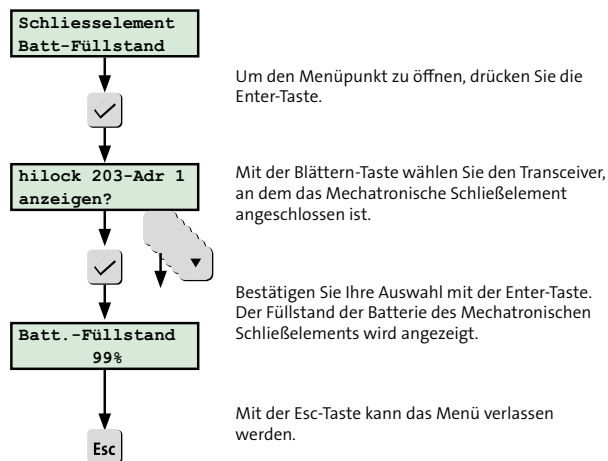 Schliesselement
Batt-Füllstand
Um den Menüpunkt zu öffnen, drücken Sie die
Enter-Taste.
hilock 203-Adr 1
anzeigen?
Mit der Blättern-Taste wählen Sie den Transceiver,
an dem das Mechatronische Schließelement
angeschlossen ist.
Bestätigen Sie Ihre Auswahl mit der Enter-Taste.
Der Füllstand der Batterie des Mechatronischen
Schließelements wird angezeigt.
Batt.-Füllstand
99%
Mit der Esc-Taste kann das Menü verlassen
werden.
Esc